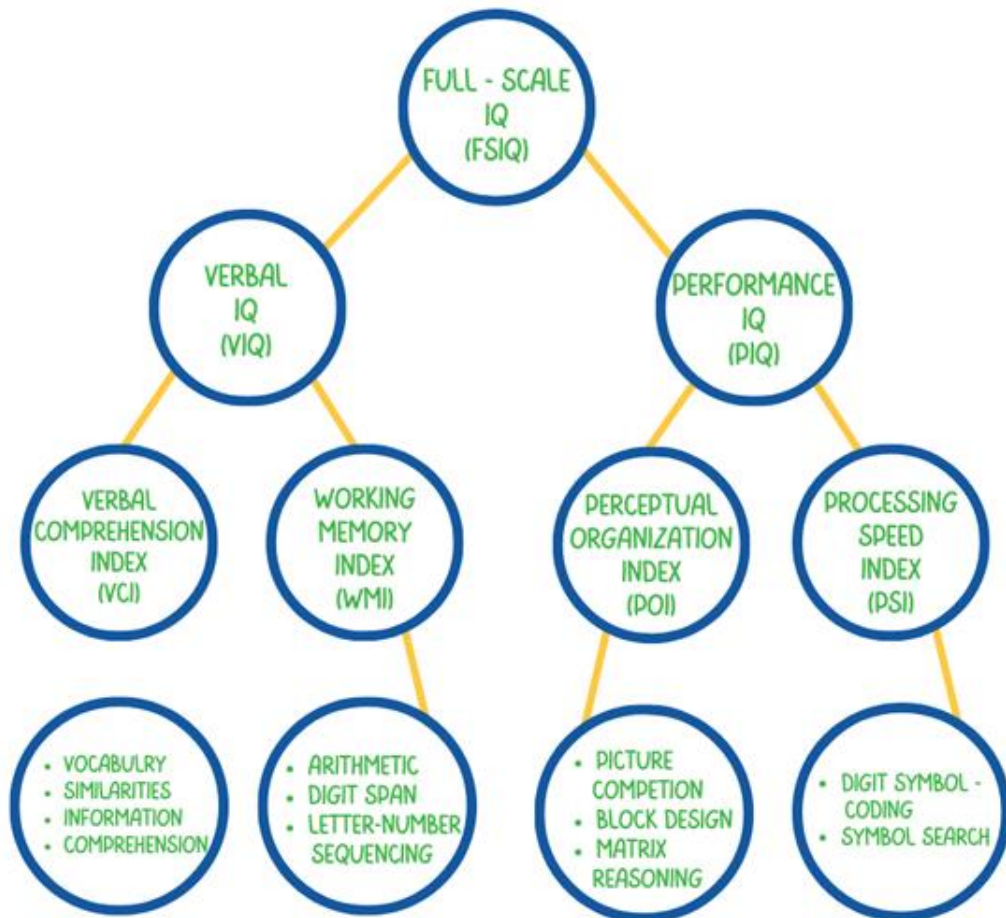 FULL - SCALE
IQ
(FSIQ)
VERBAL
IQ
(VIQ)
PERFORMANCE
IQ
(PIQ)
VERBAL
COMPREHENSION
INDEX
(VCI)
WORKING
MEMORY
INDEX
(WMI)
PERCEPTUAL
ORGANIZATION
INDEX
(POI)
PROCESSING
SPEED
INDEX
(PSI)
• VOCABULRY
• SIMILARITIES
• INFORMATION
• COMPREHENSION
• ARITHMETIC
• DIGIT SPAN
• LETTER-NUMBER
SEQUENCING
• PICTURE
COMPETION
• BLOCK DESIGN
• MATRIX
REASONING
• DIGIT SYMBOL -
CODING
• SYMBOL SEARCH